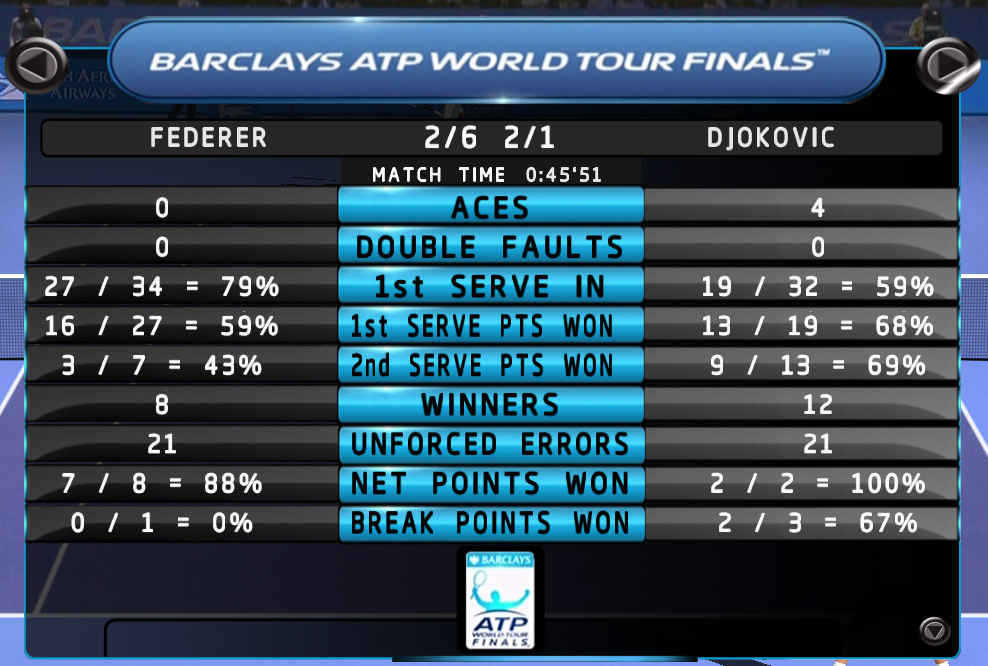 BARCLAYS ATP WORLD TOUR FINALS™
AIRWAYS
FEDERER 2/6 2/1 DJOKOVIC
MATCH TIME 0:45'51
0 ACES 4
0 DOUBLE FAULTS 0
27 / 34 = 79% 1st SERVE IN 19 / 32 = 59%
16 / 27 = 59% 1st SERVE PTS WON 13 / 19 = 68%
3 / 7 = 43% 2nd SERVE PTS WON 9 / 13 = 69%
8 WINNERS 12
21 UNFORCED ERRORS 21
7 / 8 = 88% NET POINTS WON 2 / 2 = 100%
0 / 1 = 0% BREAK POINTS WON 2 / 3 = 67%
BARCLAYS
ATP
WORLD TOUR
FINALS